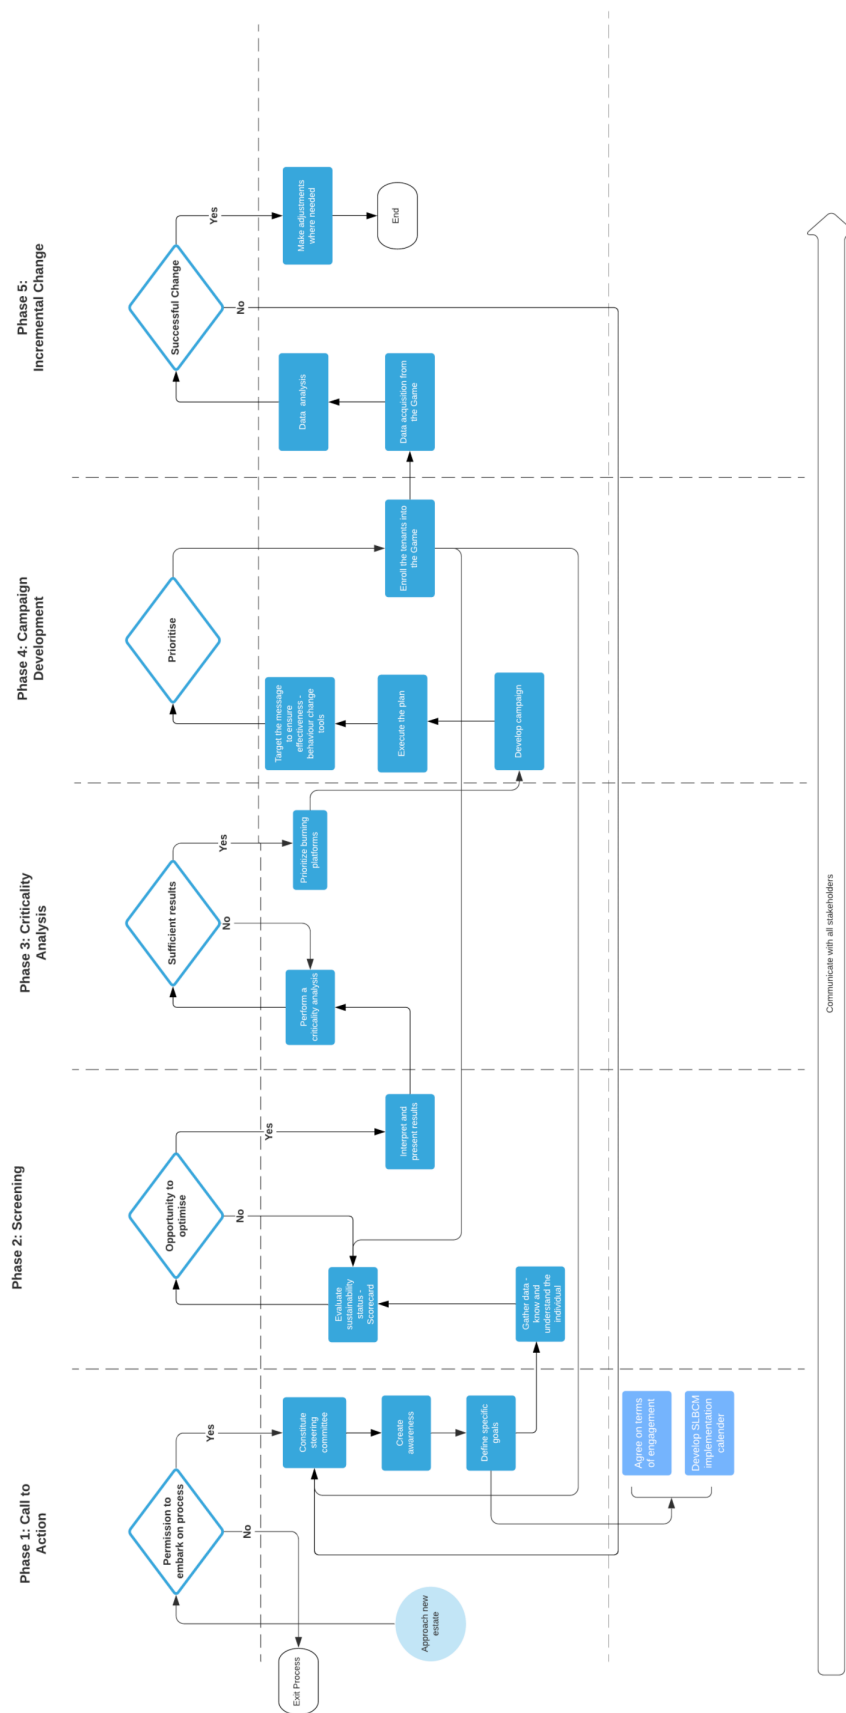 Phase 1: Call to
Action
Permission to
embark on process
Yes
No
Approach new
estate
Exit Process
Constitute
steering
committee
Create
awareness
Define specific
goals
Agree on terms
of engagement
Develop SLBCM
implementation
calender
Phase 2: Screening
Opportunity to
optimise
Yes
No
Gather data -
know and
understand the
individual
Evaluate
sustainability
status -
Scorecard
Interpret and
present results
Phase 3: Criticality
Analysis
Sufficient results
Yes
No
Perform a
criticality analysis
Prioritize burning
platforms
Phase 4: Campaign
Development
Prioritise
Target the message
to ensure
effectiveness -
behaviour change
tools
Execute the plan
Develop campaign
Enroll the tenants into
the Game
Phase 5:
Incremental Change
Successful Change
Yes
No
Data analysis
Data acquisition from
the Game
Make adjustments
where needed
End
Communicate with all stakeholders